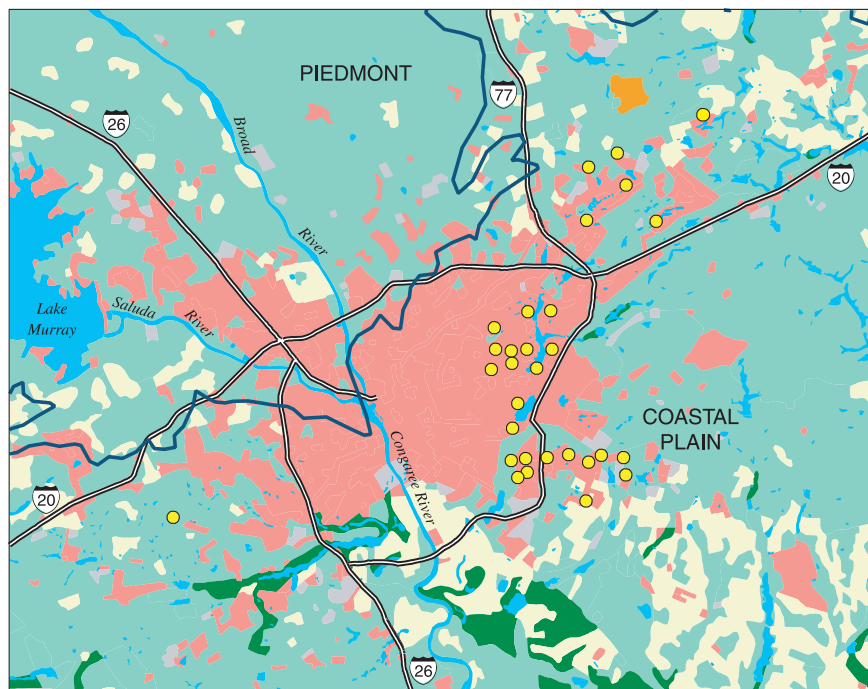 PIEDMONT
77
26
Broad
River
20
Lake
Murray
Saluda
River
COASTAL
PLAIN
Congaree River
20
26